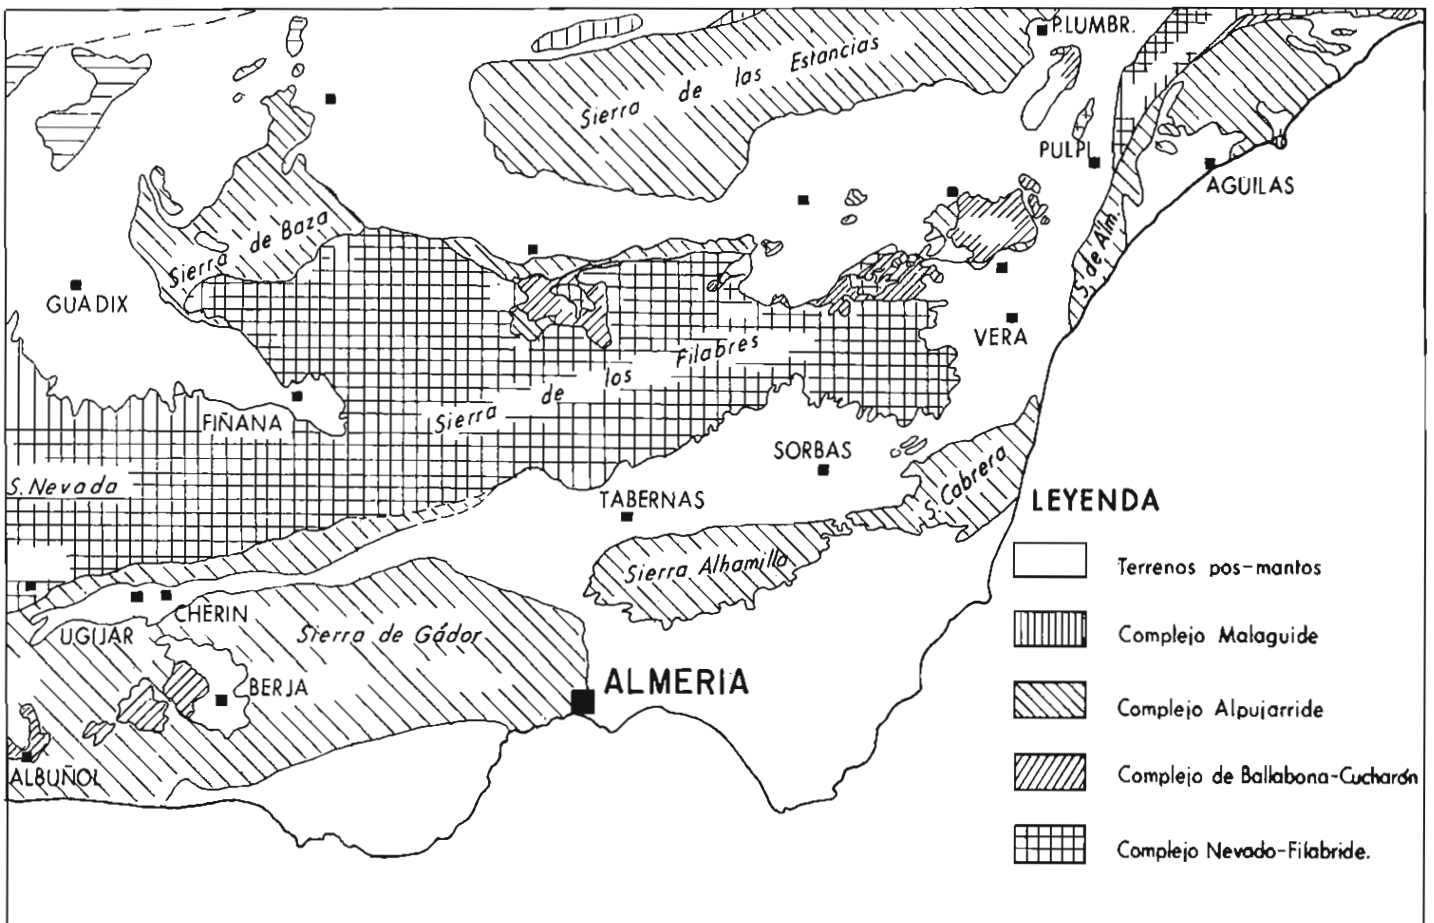 P.LUMBR.
Sierra de las Estancias
PULPI
AGUILAS
Sierra de Baza
S. de Alm.
GUADIX
VERA
Sierra de los Filabres
FIÑANA
SORBAS
S. Nevada
TABERNAS
S. Cabrera
LEYENDA
Sierra Alhamilla
Terrenos pos-mantos
CHERIN
UGIJAR
Sierra de Gádor
Complejo Malaguide
ALMERIA
BERJA
Complejo Alpujarride
ALBUÑOL
Complejo de Ballabona-Cucharón
Complejo Nevado-Filabride.